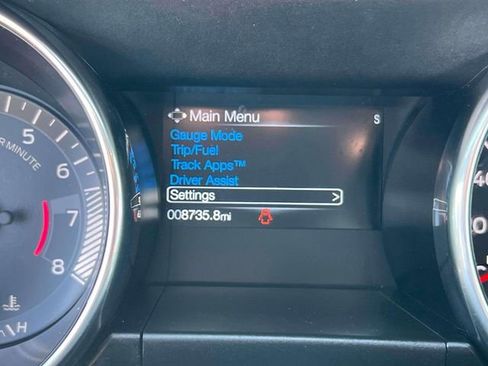 Main Menu
S
Gauge Mode
Trip/Fuel
Track Apps™
Driver Assist
Settings >
008735.8mi
5
6
7
8